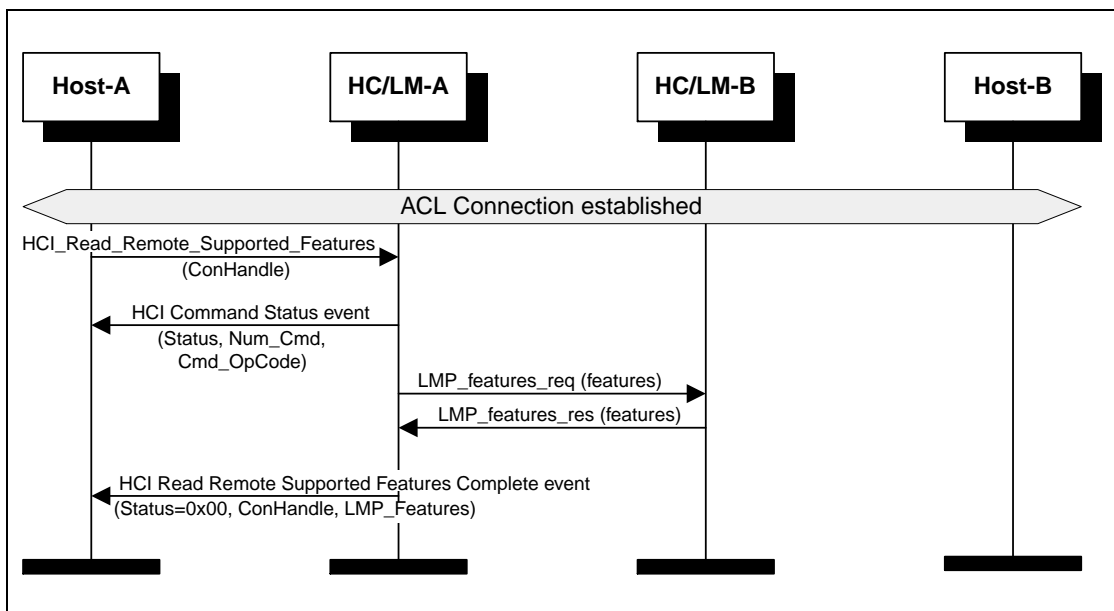 Host-A
HC/LM-A
HC/LM-B
Host-B
ACL Connection established
HCI_Read_Remote_Supported_Features
(ConHandle)
HCI Command Status event
(Status, Num_Cmd,
Cmd_OpCode)
LMP_features_req (features)
LMP_features_res (features)
HCI Read Remote Supported Features Complete event
(Status=0x00, ConHandle, LMP_Features)